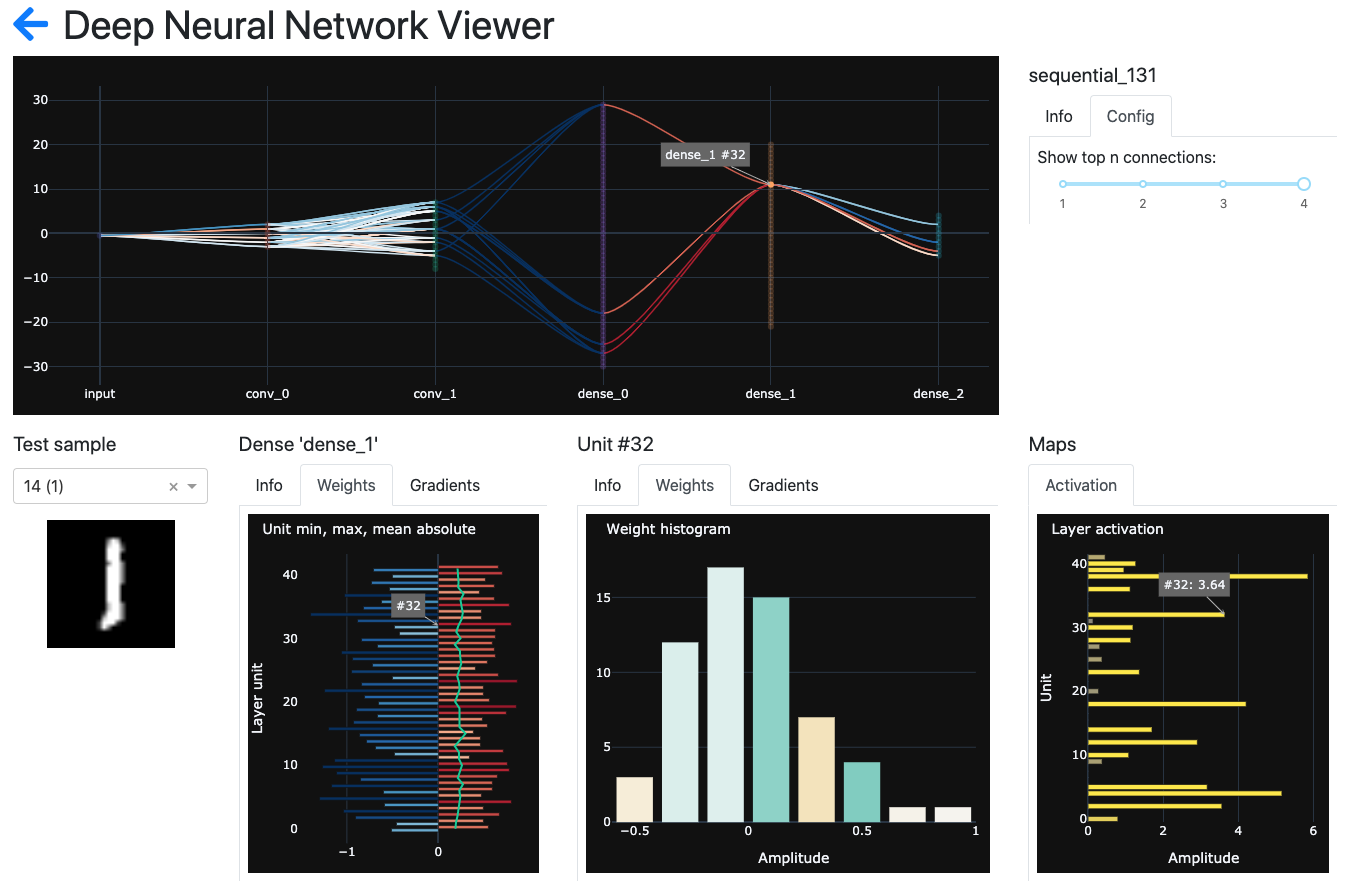 Deep Neural Network Viewer
30
20
10
0
−10
−20
−30
dense_1 #32
input conv_0 conv_1 dense_0 dense_1 dense_2
sequential_131
Info Config
Show top n connections:
1 2 3 4
Test sample
14 (1) ×
Dense 'dense_1'
Info Weights Gradients
Unit min, max, mean absolute
Layer unit
40
30
20
10
0
#32
−1 0
Unit #32
Info Weights Gradients
Weight histogram
15
10
5
0
−0.5 0 0.5 1
Amplitude
Maps
Activation
Layer activation
Unit
40
30
20
10
0
#32: 3.64
0 2 4 6
Amplitude